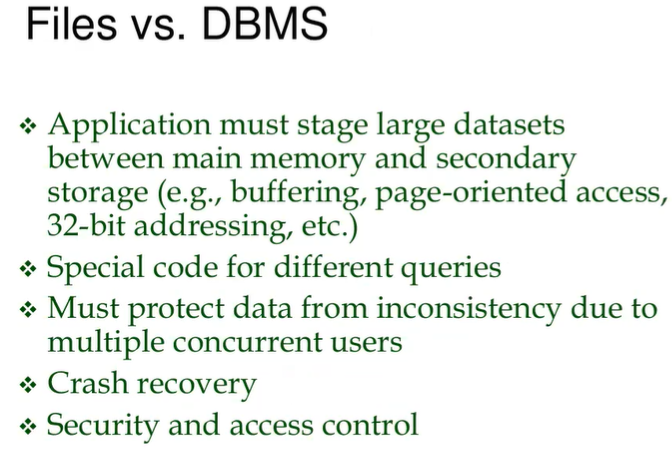 Files vs. DBMS
❖ Application must stage large datasets
between main memory and secondary
storage (e.g., buffering, page-oriented access,
32-bit addressing, etc.)
❖ Special code for different queries
❖ Must protect data from inconsistency due to
multiple concurrent users
❖ Crash recovery
❖ Security and access control